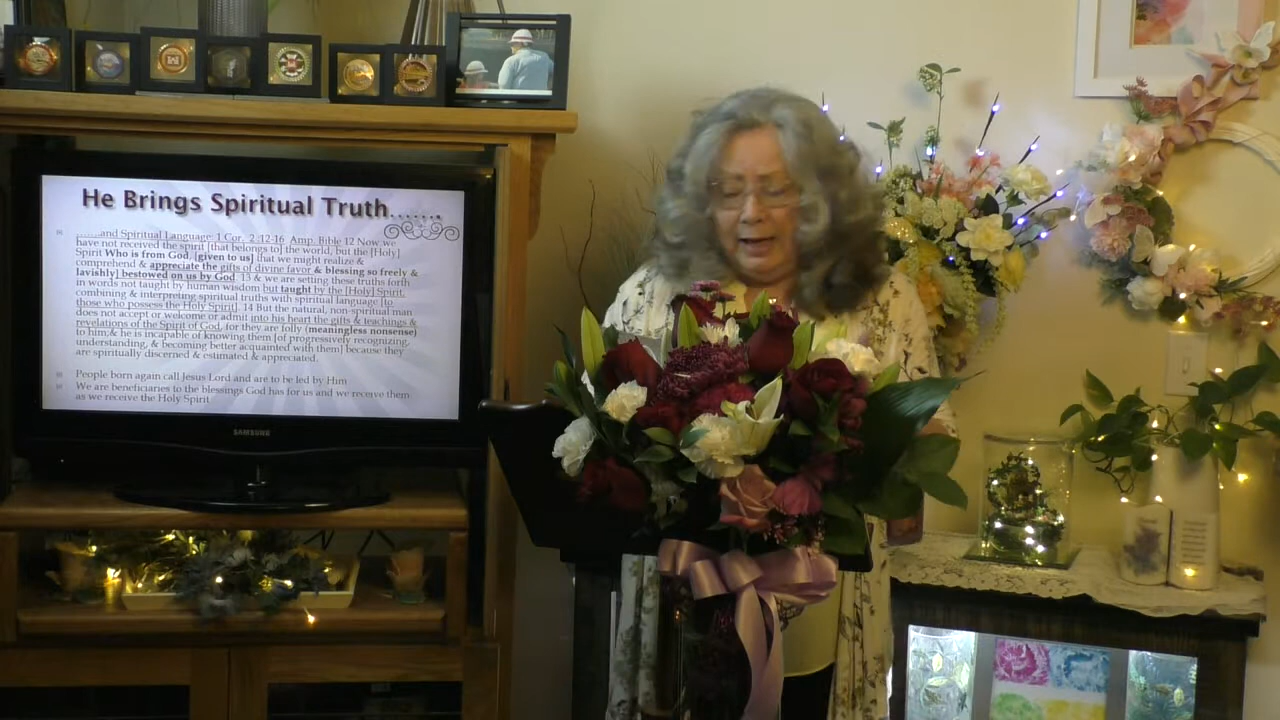 He Brings Spiritual Truth.......
.......and Spiritual Language: 1 Cor. 2:12-16 Amp. Bible 12 Now we
have not received the spirit [that belongs to] the world, but the [Holy]
Spirit Who is from God, [given to us] that we might realize &
comprehend & appreciate the gifts of divine favor & blessing so freely &
lavishly] bestowed on us by God. 13 & we are setting these truths forth
in words not taught by human wisdom but taught by the [Holy] Spirit,
combining & interpreting spiritual truths with spiritual language [to
those who possess the Holy Spirit]. 14 But the natural, non-spiritual man
does not accept or welcome or admit into his heart the gifts & teachings &
revelations of the Spirit of God, for they are folly (meaningless nonsense)
to him;& he is incapable of knowing them [of progressively recognizing,
understanding, & becoming better acquainted with them] because they
are spiritually discerned & estimated & appreciated.
People born again call Jesus Lord and are to be led by Him
We are beneficiaries to the blessings God has for us and we receive them
as we receive the Holy Spirit
SAMSUNG